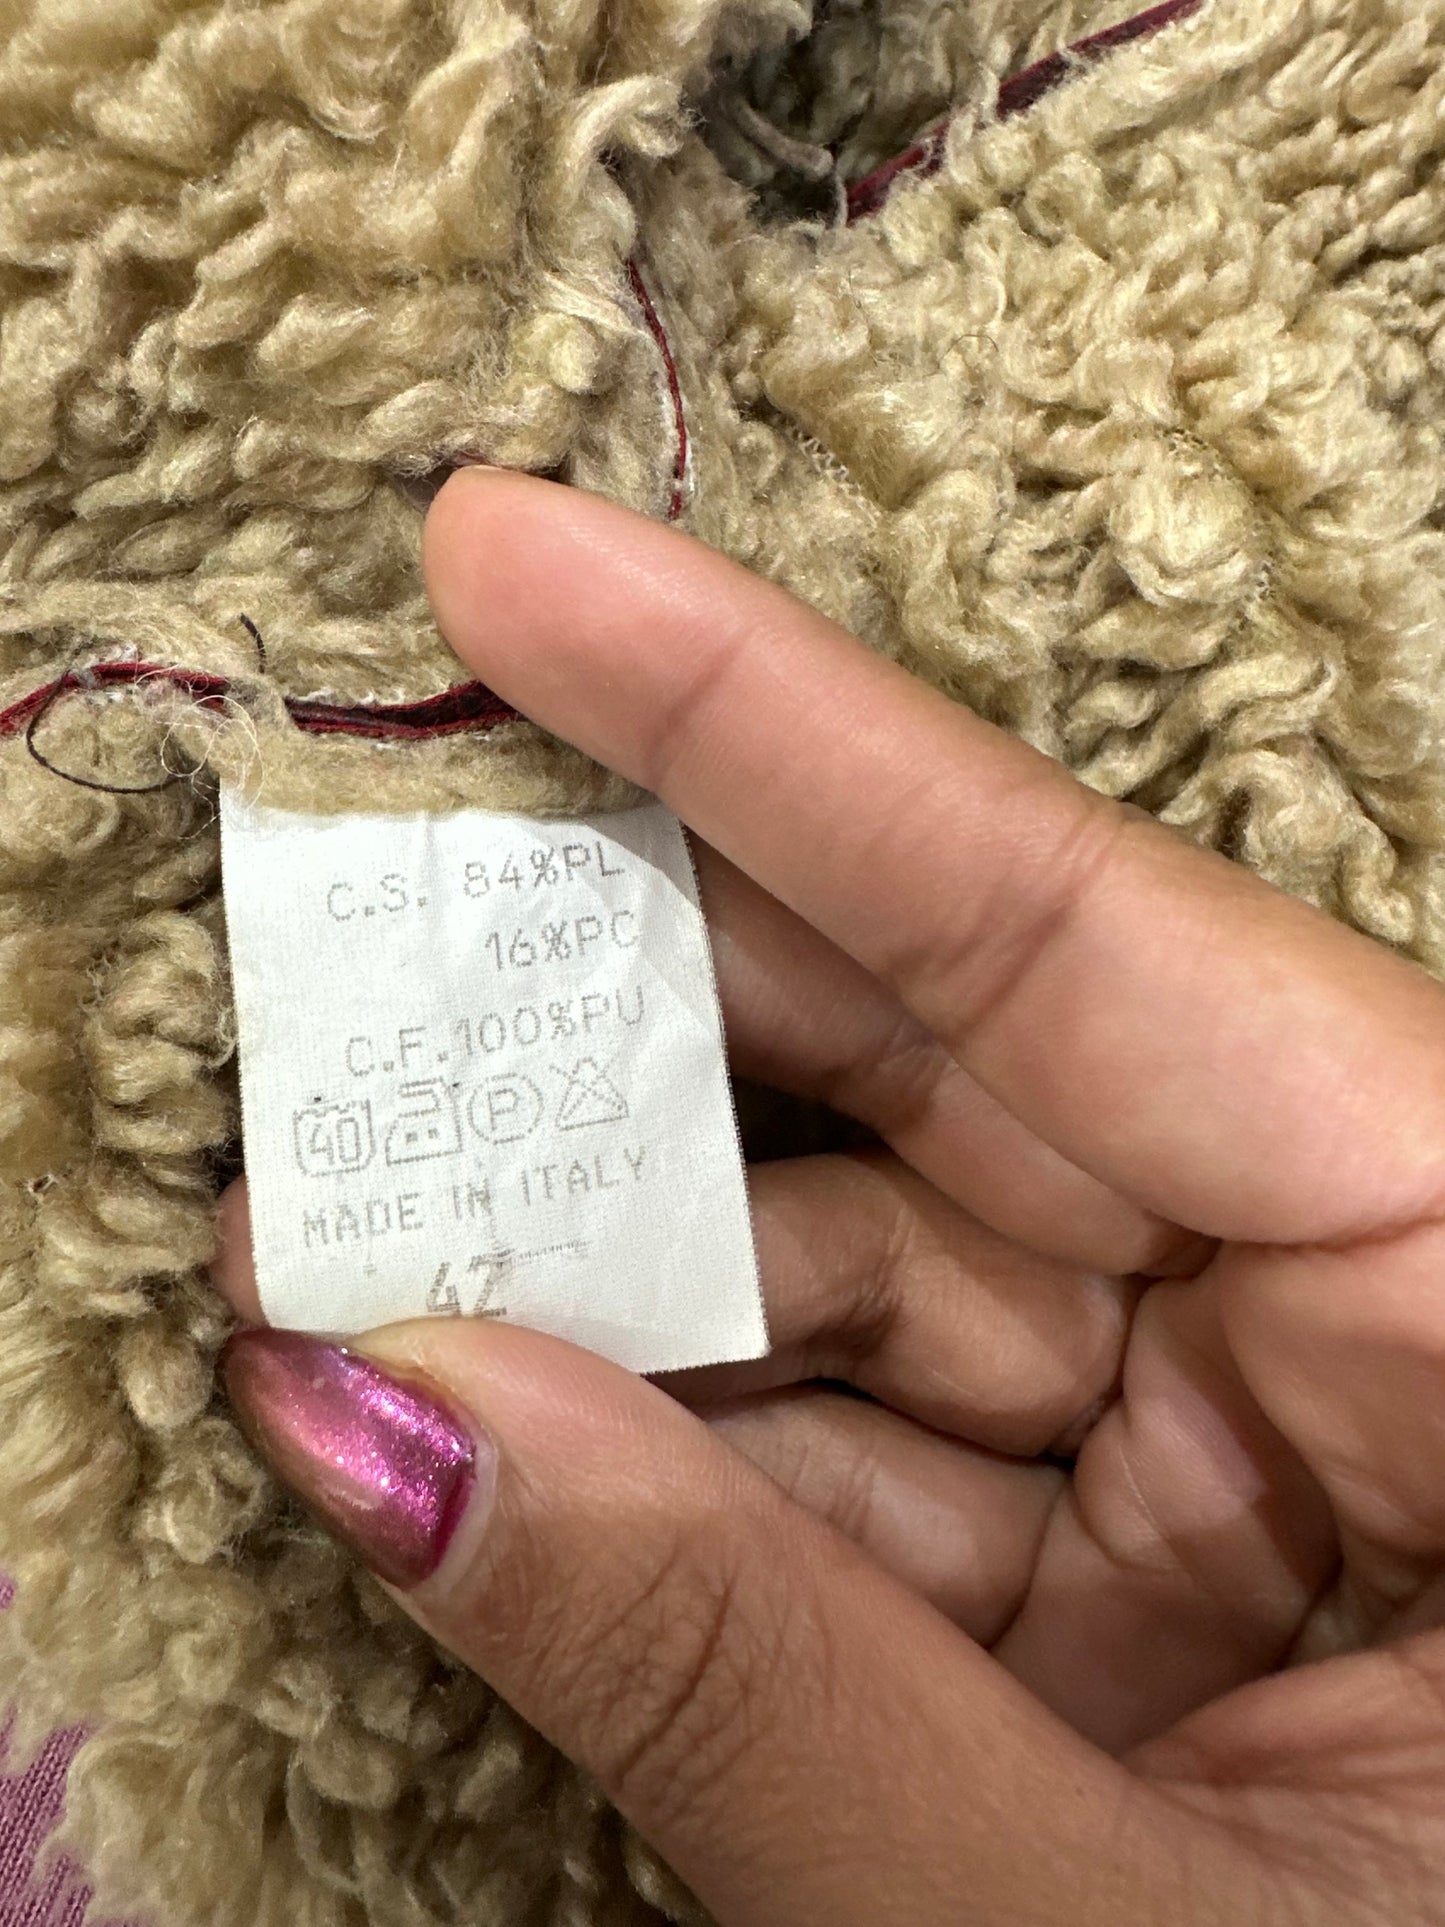 C.S. 84%PL
16%PC
C.F.100%PU
40 P
MADE IN ITALY
42